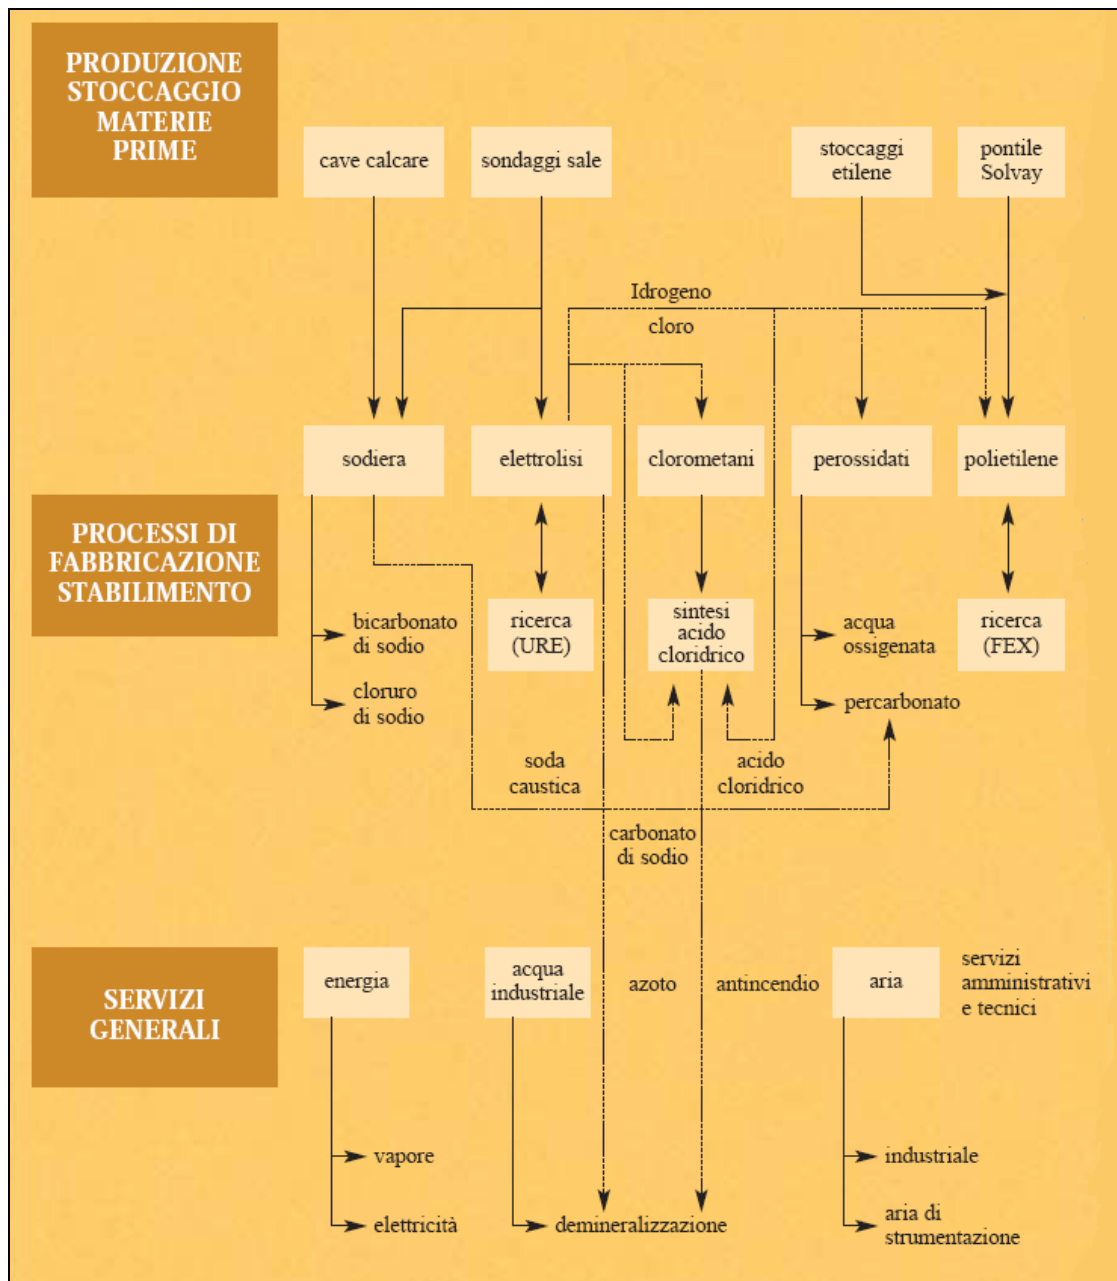 PRODUZIONE
STOCCAGGIO
MATERIE
PRIME
cave calcare
sondaggi sale
stoccaggi
etilene
pontile
Solvay
Idrogeno
cloro
sodiera
elettrolisi
clorometani
perossidati
polietilene
PROCESSI DI
FABBRICAZIONE
STABILIMENTO
bicarbonato
di sodio
cloruro
di sodio
ricerca
(URE)
sintesi
acido
cloridrico
acqua
ossigenata
percarbonato
ricerca
(FEX)
soda
caustica
acido
cloridrico
carbonato
di sodio
SERVIZI
GENERALI
energia
acqua
industriale
azoto
antincendio
aria
servizi
amministrativi
e tecnici
vapore
elettricità
demineralizzazione
industriale
aria di
strumentazione